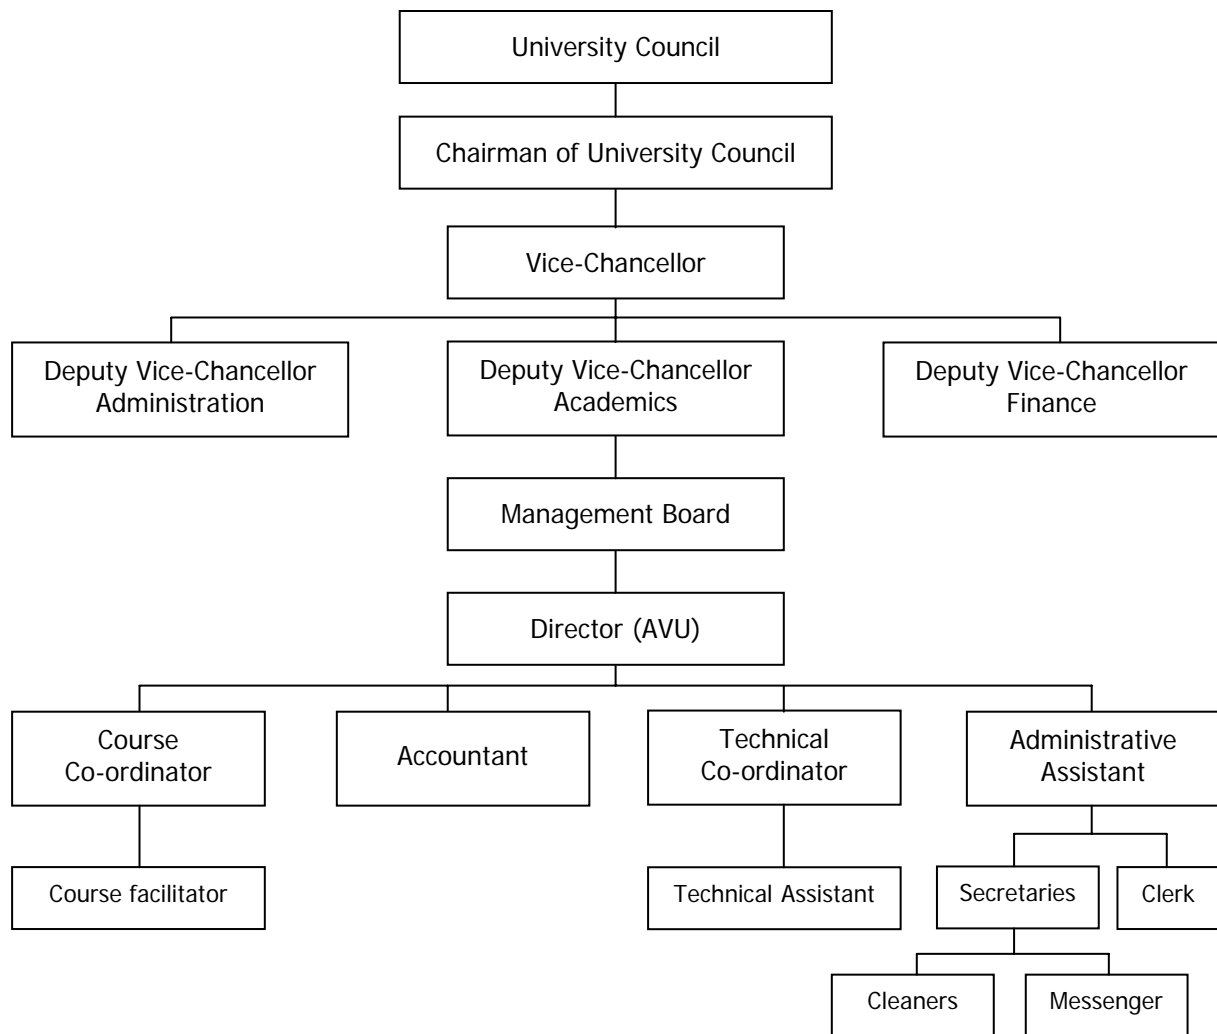 University Council
Chairman of University Council
Vice-Chancellor
Deputy Vice-Chancellor
Administration
Deputy Vice-Chancellor
Academics
Deputy Vice-Chancellor
Finance
Management Board
Director (AVU)
Course
Co-ordinator
Accountant
Technical
Co-ordinator
Administrative
Assistant
Course facilitator
Technical Assistant
Secretaries
Clerk
Cleaners
Messenger